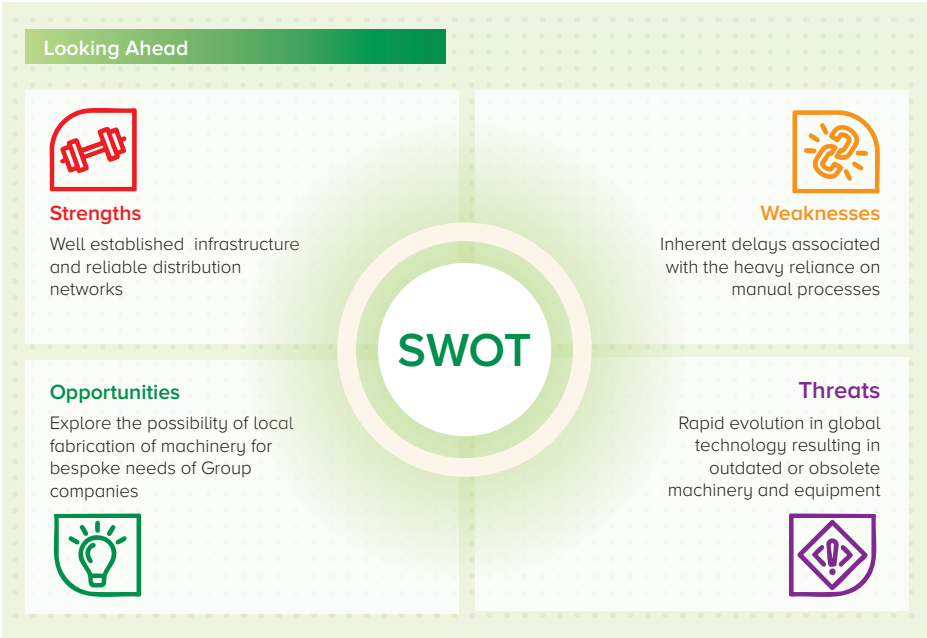 Looking Ahead
Strengths
Well established  infrastructure
and reliable distribution
networks
Weaknesses
Inherent delays associated
with the heavy reliance on
manual processes
SWOT
Opportunities
Explore the possibility of local
fabrication of machinery for
bespoke needs of Group
companies
Threats
Rapid evolution in global
technology resulting in
outdated or obsolete
machinery and equipment